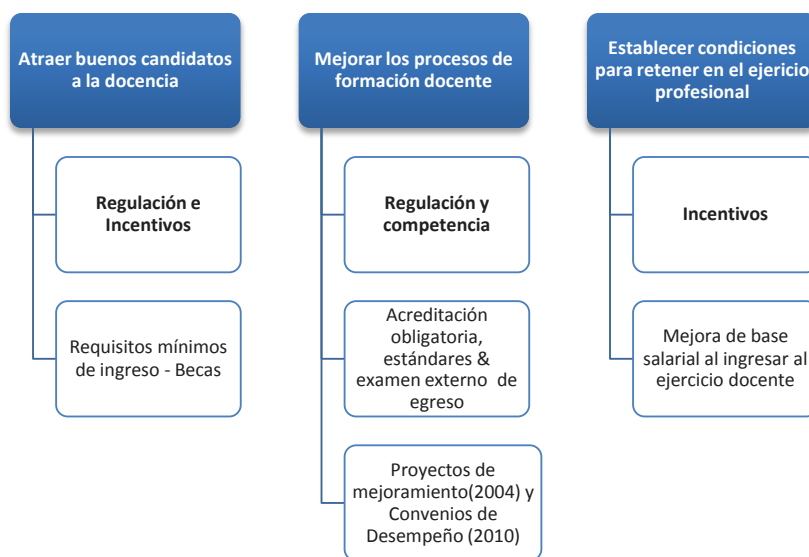 Atraer buenos candidatos
a la docencia
Regulación e
Incentivos
Requisitos mínimos
de ingreso - Becas
Mejorar los procesos de
formación docente
Regulación y
competencia
Acreditación
obligatoria,
estándares &
examen externo de
egreso
Proyectos de
mejoramiento(2004) y
Convenios de
Desempeño (2010)
Establecer condiciones
para retener en el ejericio
profesional
Incentivos
Mejora de base
salarial al ingresar al
ejercicio docente